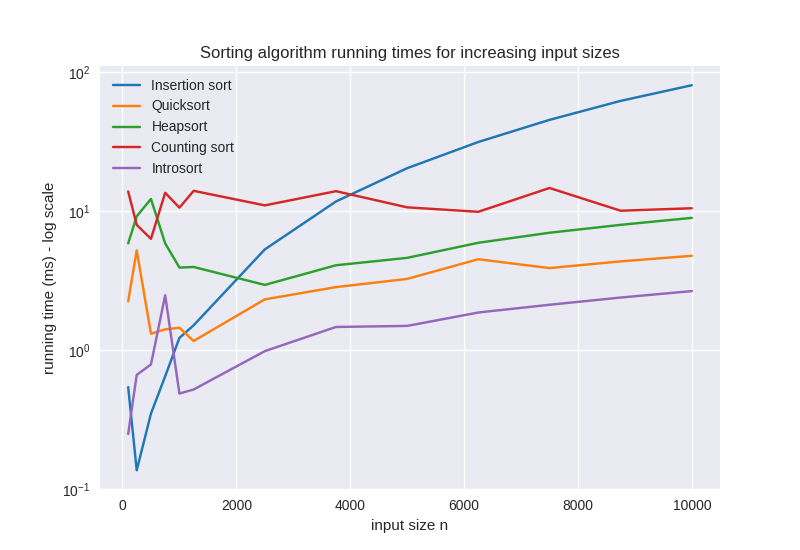 Sorting algorithm running times for increasing input sizes
Insertion sort
Quicksort
Heapsort
Counting sort
Introsort
running time (ms) - log scale
10²
10¹
10⁰
10⁻¹
0 2000 4000 6000 8000 10000
input size n